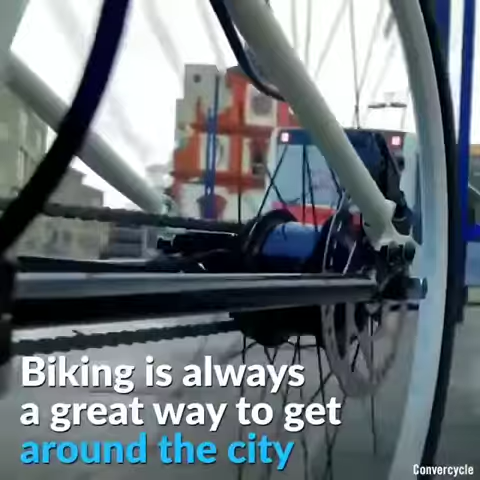 Biking is always
a great way to get
around the city
Convercycle